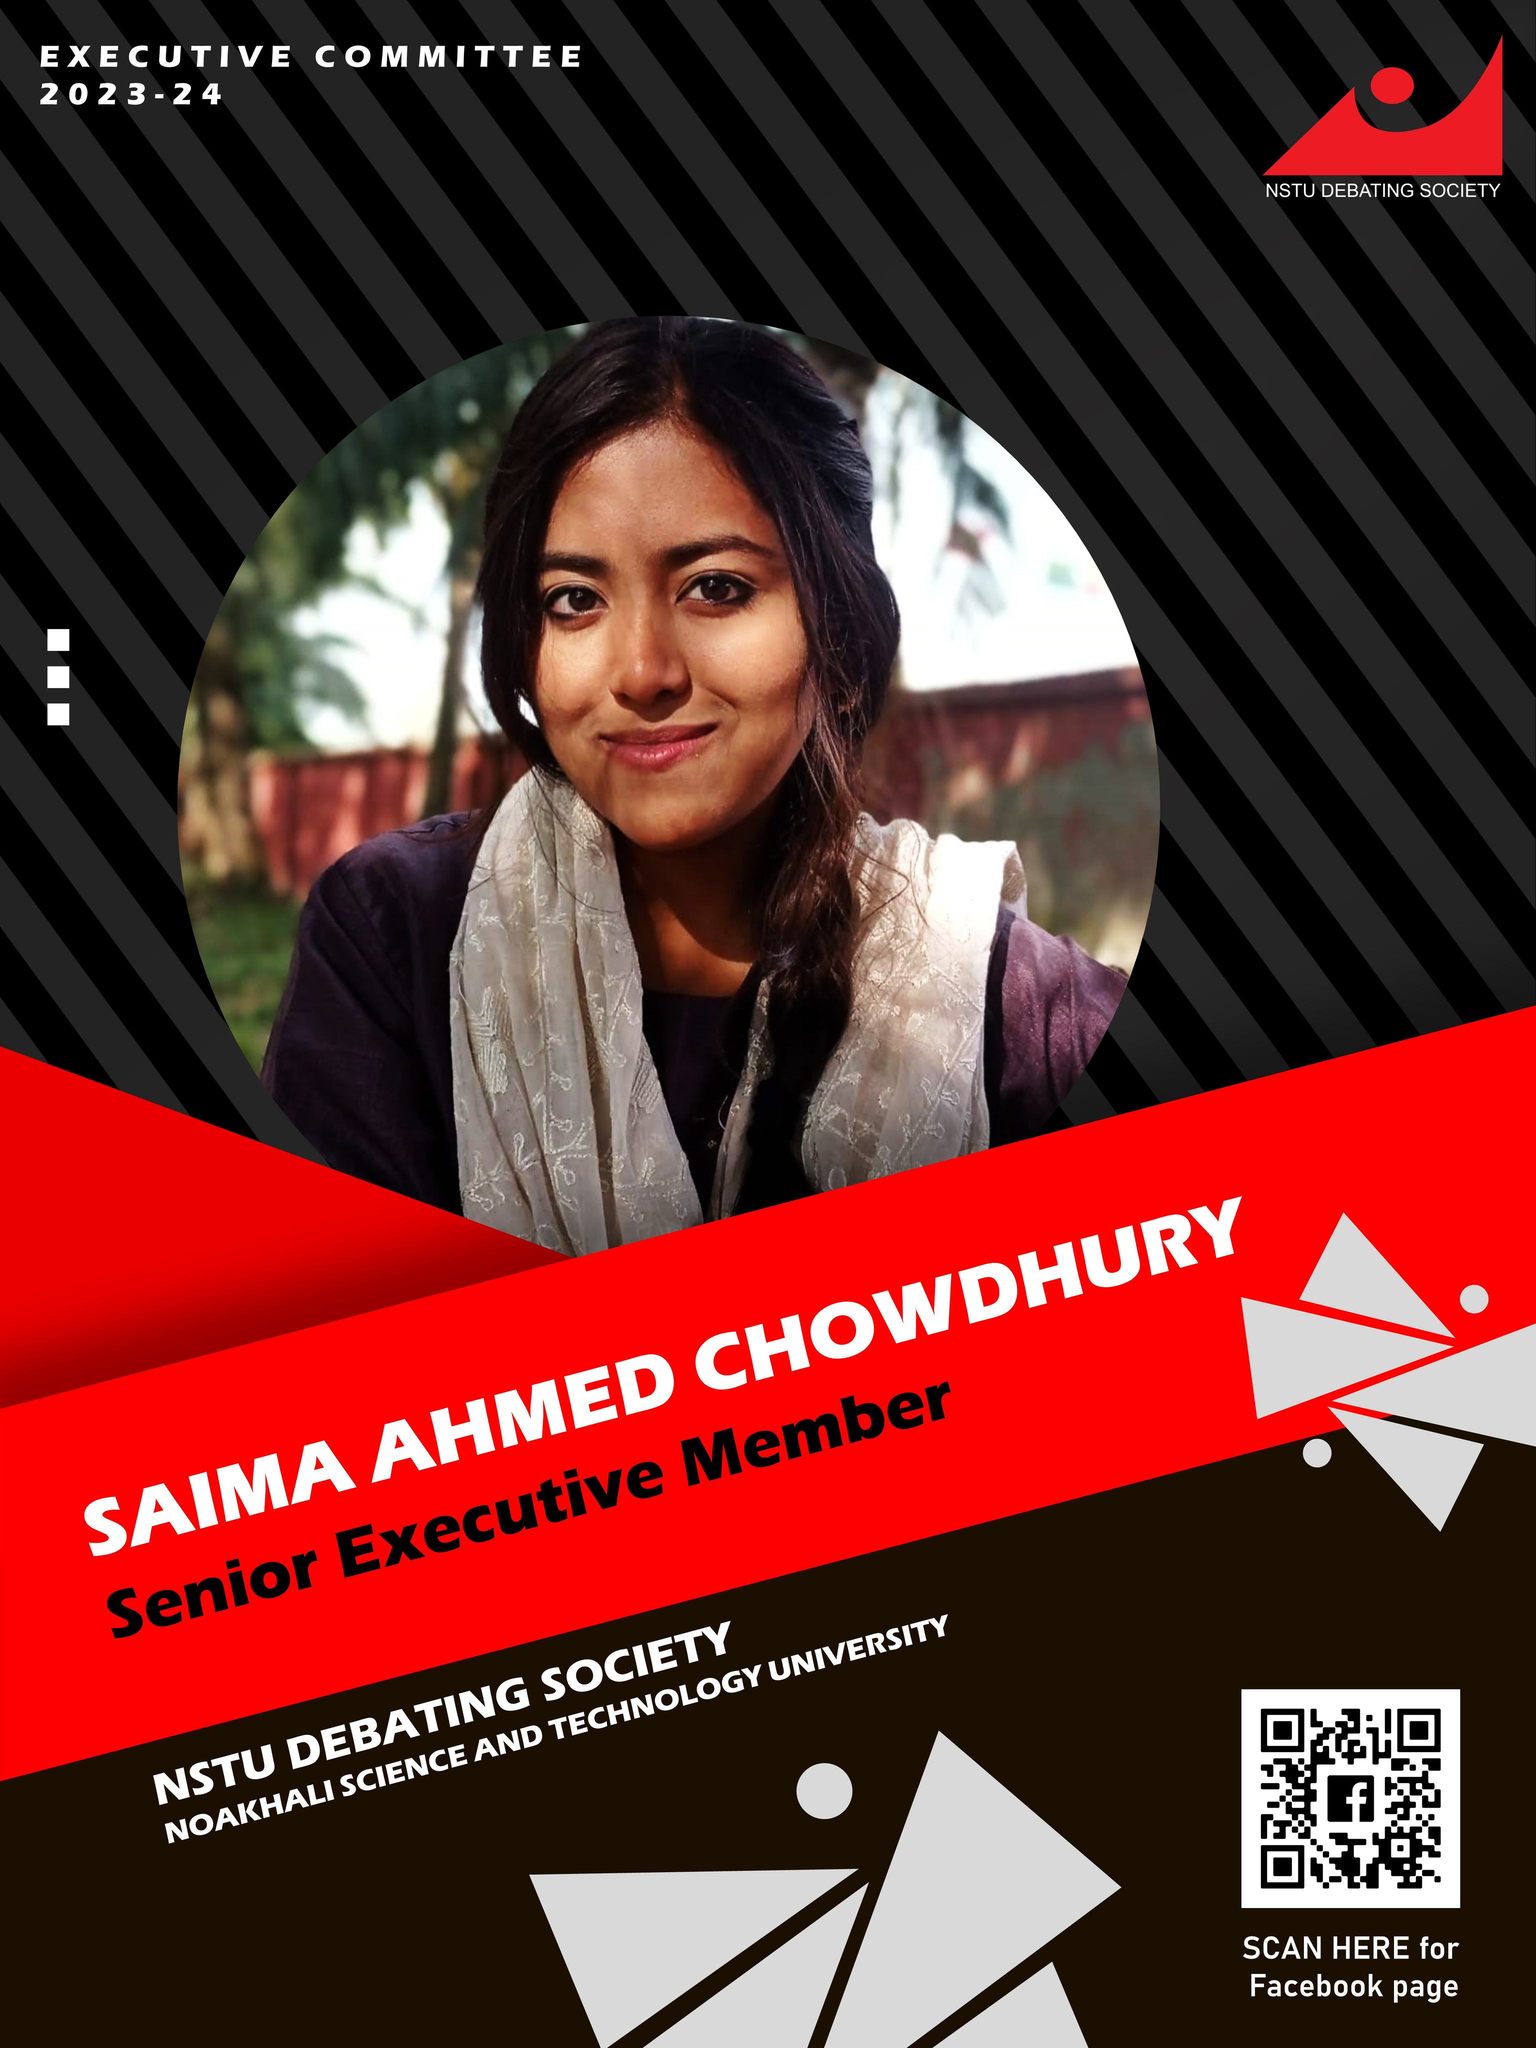 EXECUTIVE COMMITTEE
2023-24
NSTU DEBATING SOCIETY
SAIMA AHMED CHOWDHURY
Senior Executive Member
NSTU DEBATING SOCIETY
NOAKHALI SCIENCE AND TECHNOLOGY UNIVERSITY
SCAN HERE for
Facebook page